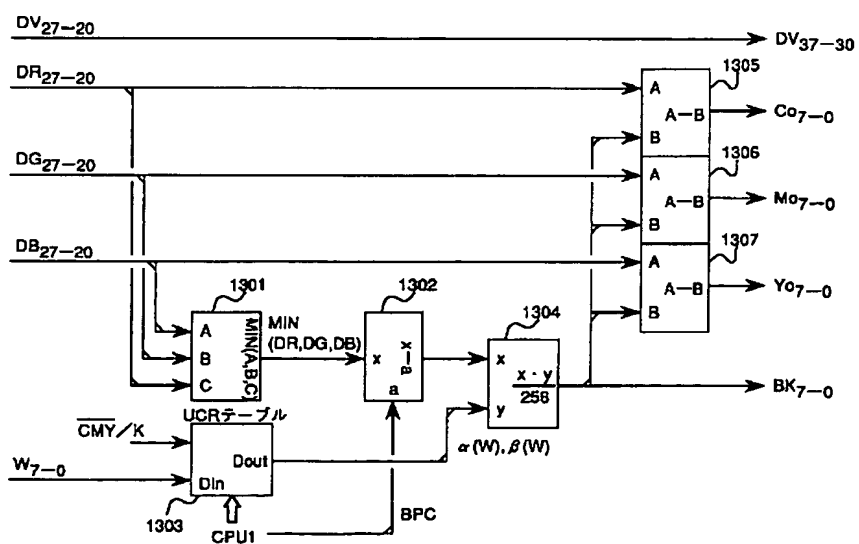 DV27—20
DV37—30
DR27—20
1305
A
A—B
B
Co7—0
DG27—20
1306
A
A—B
B
Mo7—0
DB27—20
1307
A
A—B
B
Yo7—0
1301
A
B
C
MIN(A,B,C)
MIN
(DR,DG,DB)
1302
x
x—a
a
1304
x
y
x · y
256
BK7—0
α(W), β(W)
UCRテーブル
CMY/K
W7—0
Din
Dout
1303
CPU1
BPC